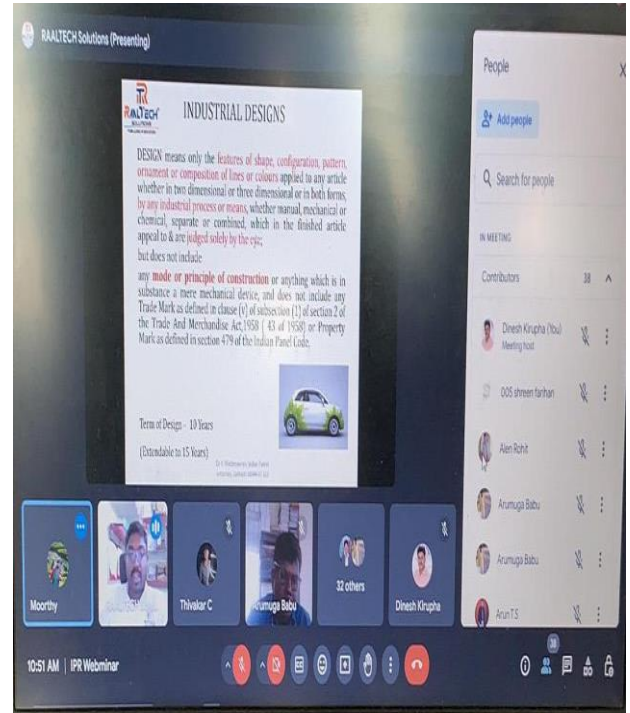 RAALTECH Solutions (Presenting)
RAALTECH
SOLUTIONS
INDUSTRIAL DESIGNS
DESIGN means only the features of shape, configuration, pattern,
ornament or composition of lines or colours applied to any article
whether in two dimensional or three dimensional or in both forms,
by any industrial process or means, whether manual, mechanical or
chemical, separate or combined, which in the finished article
appeal to & are judged solely by the eye;
but does not include
any mode or principle of construction or anything which is in
substance a mere mechanical device, and does not include any
Trade Mark as defined in clause (v) of subsection (1) of section 2 of
the Trade And Merchandise Act,1958 ( 43 of 1958) or Property
Mark as defined in section 479 of the Indian Panel Code.
Term of Design - 10 Years
(Extendable to 15 Years)
People
X
Add people
Search for people
IN MEETING
Contributors 38
Dinesh Kirupha (You)
Meeting host
005 shreen farihan
Alen Rohit
Arumuga Babu
Arumuga Babu
Arun T.S
Moorthy
Thivakar C
Arumuga Babu
32 others
Dinesh Kirupha
10:51 AM | IPR Webminar
38